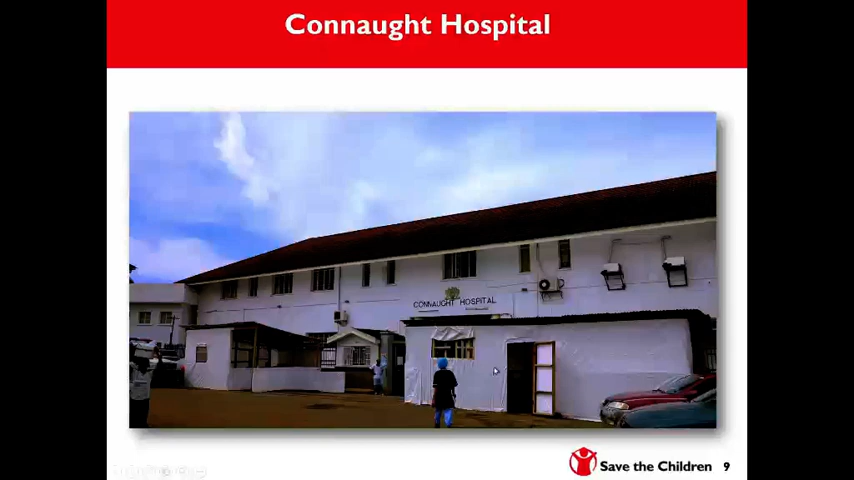 Connaught Hospital
CONNAUGHT HOSPITAL
Save the Children 9